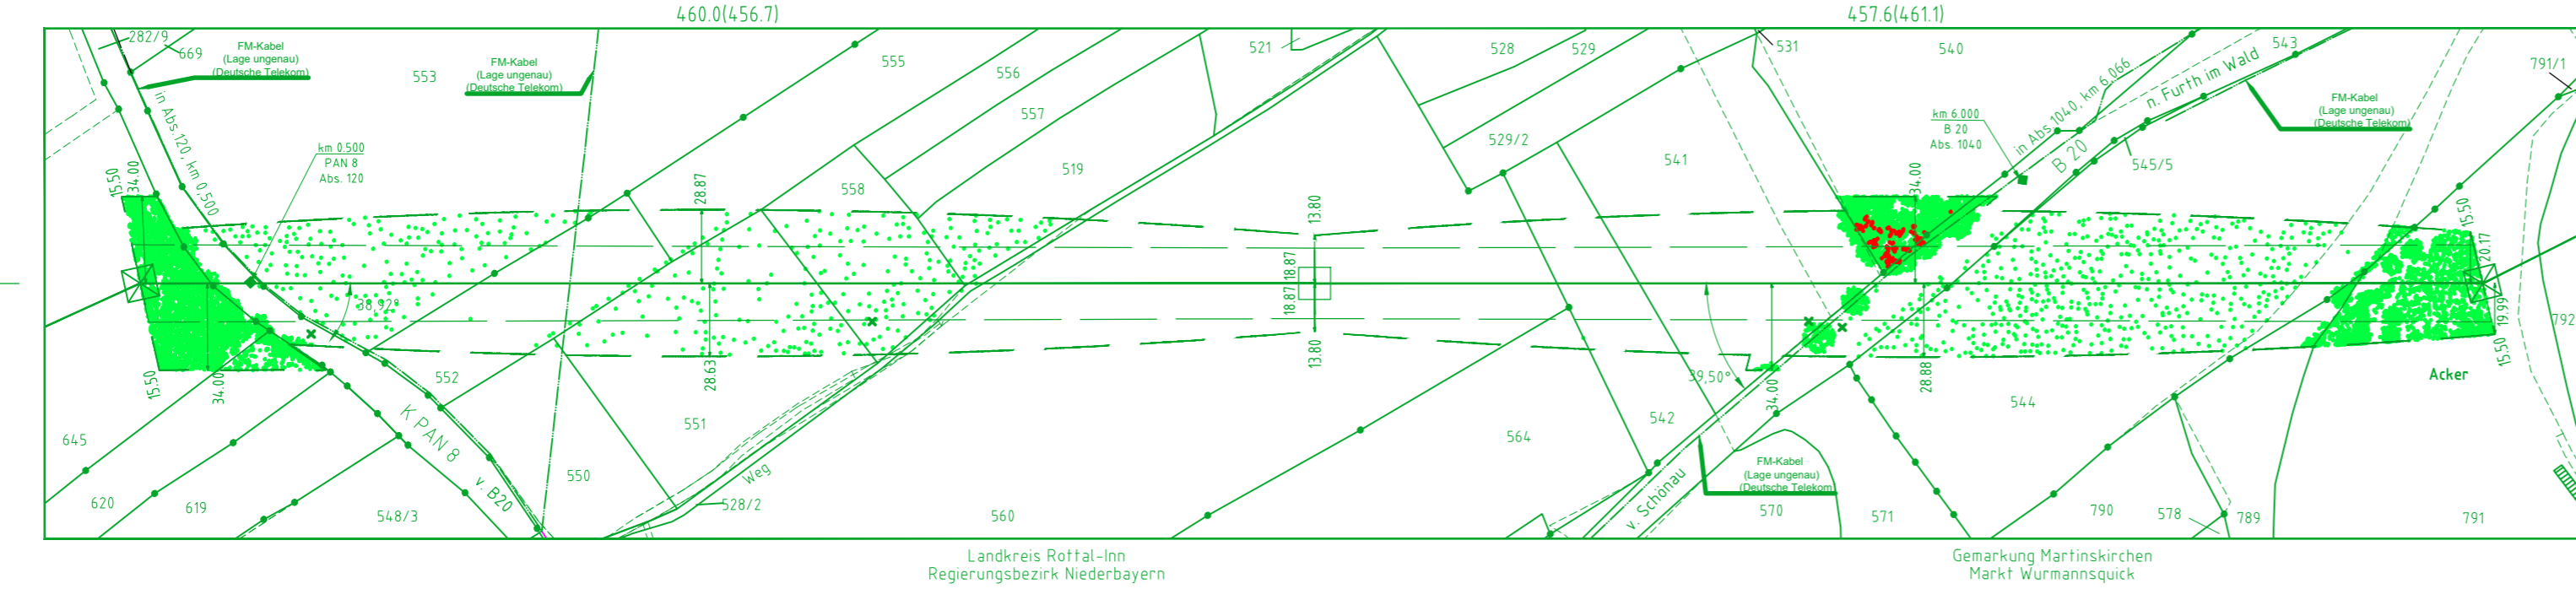 460.0(456.7)
457.6(461.1)
282/9
669
FM-Kabel
(Lage ungenau)
(Deutsche Telekom)
553
FM-Kabel
(Lage ungenau)
(Deutsche Telekom)
555
556
557
521
528
529
531
540
543
791/1
in Abs.120, km 0,500
km 0.500
PAN 8
Abs. 120
558
519
529/2
541
km 6.000
B 20
Abs. 1040
in Abs 1040, km 6.066
n. Furth im Wald
B 20
545/5
FM-Kabel
(Lage ungenau)
(Deutsche Telekom)
15.50
34.00
28.87
13.80
34.00
15.50
18.87
18.87
20.17
19.99
38,92°
28.63
13.80
39,50°
34.00
28.88
15.50
792
15.50
34.00
552
551
Acker
645
K PAN 8
564
542
544
620
619
548/3
v. B20
550
Weg
528/2
560
v. Schönau
FM-Kabel
(Lage ungenau)
(Deutsche Telekom
570
571
790
578
789
791
Landkreis Rottal-Inn
Regierungsbezirk Niederbayern
Gemarkung Martinskirchen
Markt Wurmannsquick